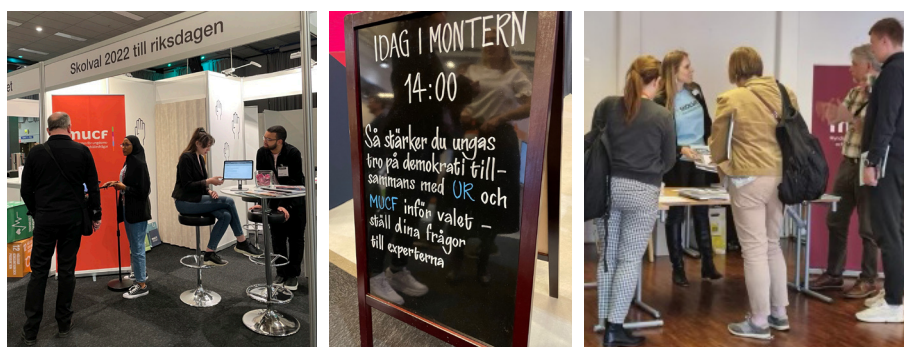 Skolval 2022 till riksdagen
mucf
IDAG I MONTERN
14:00
Så stärker du ungas
tro på demokrati till-
sammans med UR och
MUCF inför valet –
ställ dina frågor
till experterna